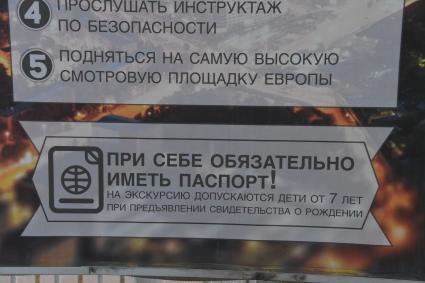 4 ПРОСЛУШАТЬ ИНСТРУКТАЖ
ПО БЕЗОПАСНОСТИ
5 ПОДНЯТЬСЯ НА САМУЮ ВЫСОКУЮ
СМОТРОВУЮ ПЛОЩАДКУ ЕВРОПЫ
ПРИ СЕБЕ ОБЯЗАТЕЛЬНО
ИМЕТЬ ПАСПОРТ!
НА ЭКСКУРСИЮ ДОПУСКАЮТСЯ ДЕТИ ОТ 7 ЛЕТ
ПРИ ПРЕДЪЯВЛЕНИИ СВИДЕТЕЛЬСТВА О РОЖДЕНИИ